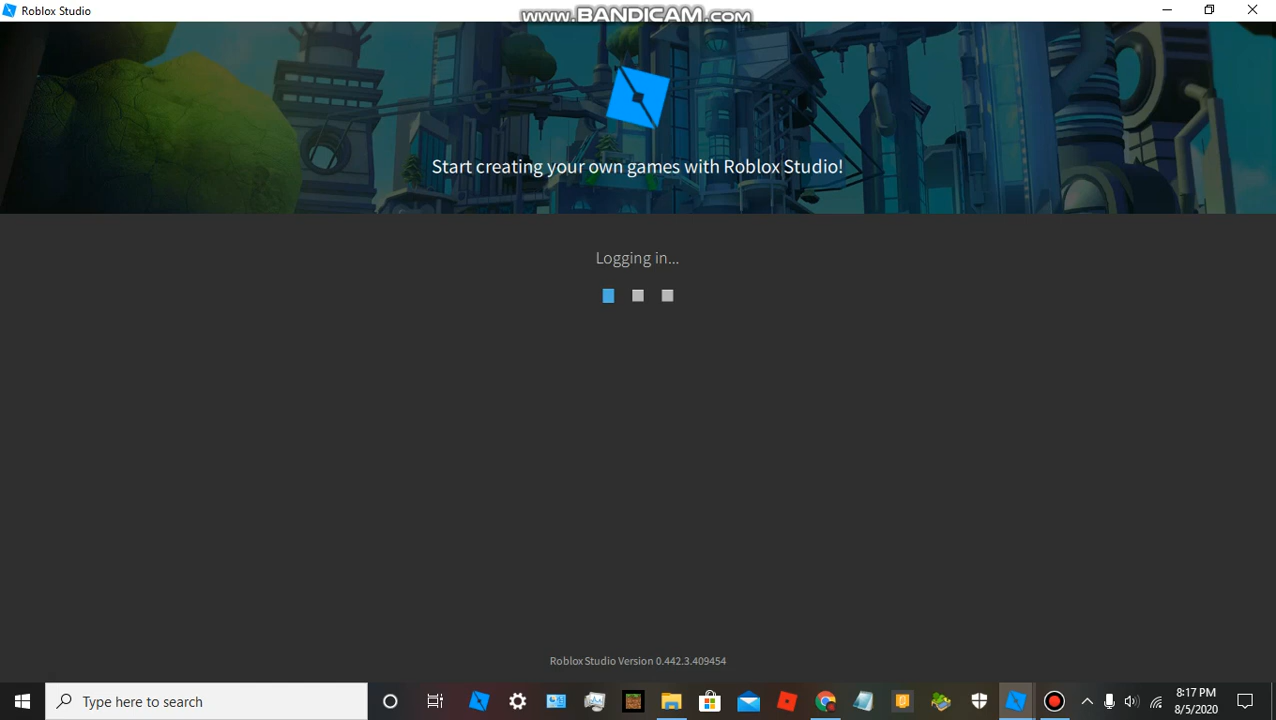 Roblox Studio
www.BANDICAM.com
Start creating your own games with Roblox Studio!
Logging in...
Roblox Studio Version 0.442.3.409454
Type here to search
8:17 PM
8/5/2020